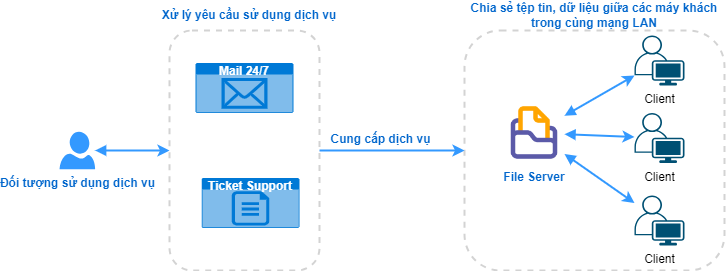 Xử lý yêu cầu sử dụng dịch vụ
Mail 24/7
Ticket Support
Đối tượng sử dụng dịch vụ
Cung cấp dịch vụ
Chia sẻ tệp tin, dữ liệu giữa các máy khách
trong cùng mạng LAN
File Server
Client
Client
Client